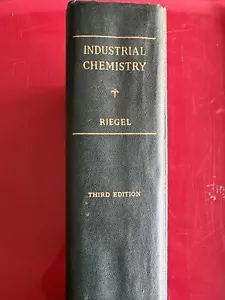 INDUSTRIAL
CHEMISTRY
RIEGEL
THIRD EDITION